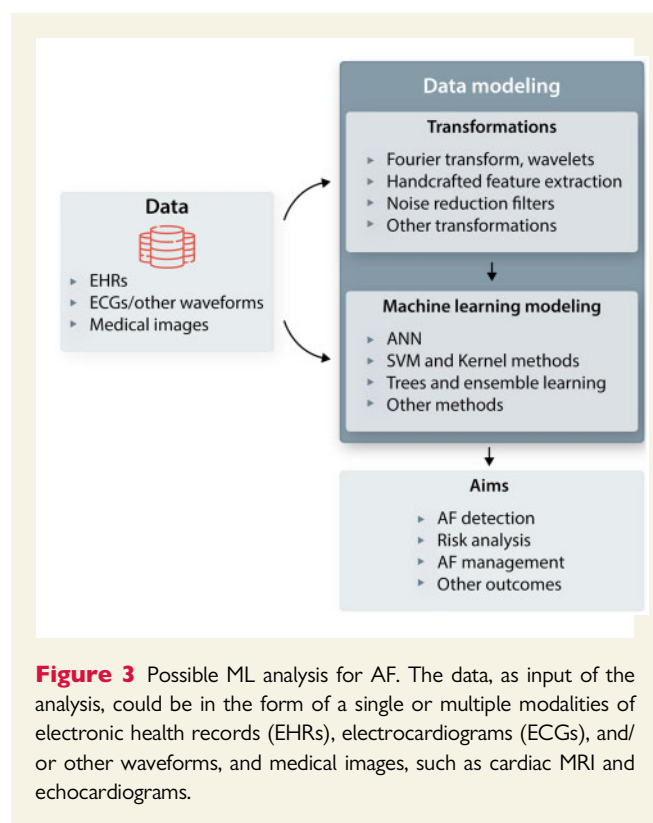 Data modeling
Transformations
Fourier transform, wavelets
Handcrafted feature extraction
Noise reduction filters
Other transformations
Data
EHRs
ECGs/other waveforms
Medical images
Machine learning modeling
ANN
SVM and Kernel methods
Trees and ensemble learning
Other methods
Aims
AF detection
Risk analysis
AF management
Other outcomes
Figure 3 Possible ML analysis for AF. The data, as input of the
analysis, could be in the form of a single or multiple modalities of
electronic health records (EHRs), electrocardiograms (ECGs), and/
or other waveforms, and medical images, such as cardiac MRI and
echocardiograms.